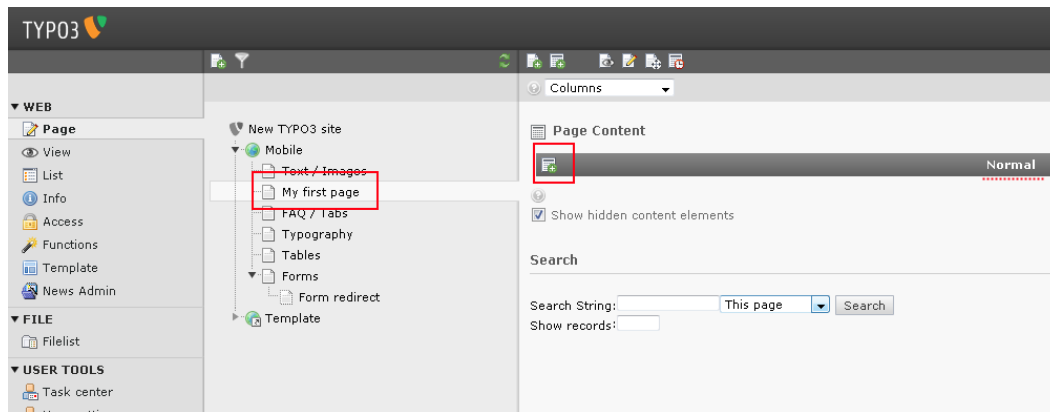 TYPO3
Columns
WEB
Page
View
List
Info
Access
Functions
Template
News Admin
FILE
Filelist
USER TOOLS
Task center
New TYPO3 site
Mobile
Text / Images
My first page
FAQ / Tabs
Typography
Tables
Forms
Form redirect
Template
Page Content
Normal
Show hidden content elements
Search
Search String: This page Search
Show records: